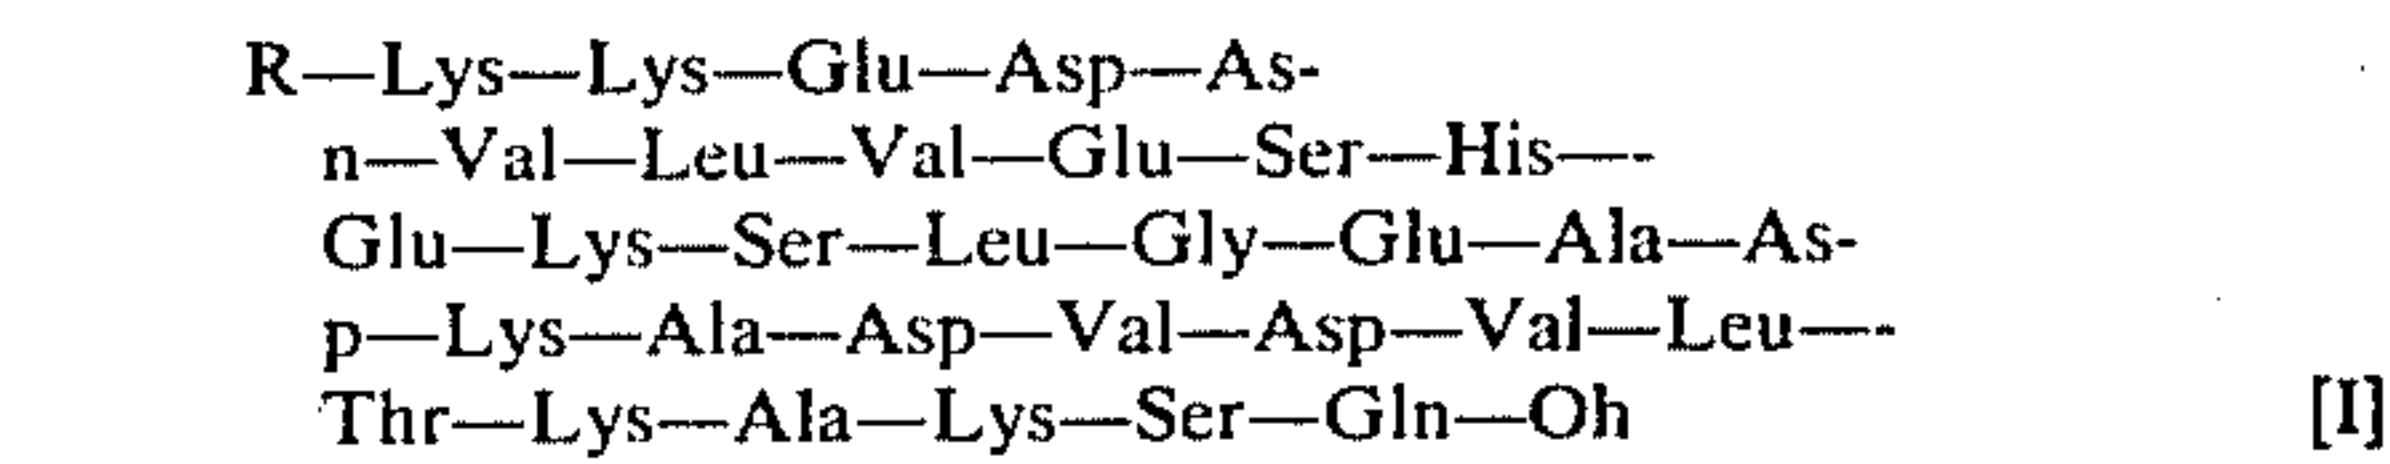 R—Lys—Lys—Glu—Asp—As-
n—Val—Leu—Val—Glu—Ser—His—-
Glu—Lys—Ser—Leu—Gly—Glu—Ala—As-
p—Lys—Ala—Asp—Val—Asp—Val—Leu—-
Thr—Lys—Ala—Lys—Ser—Gln—Oh [I]